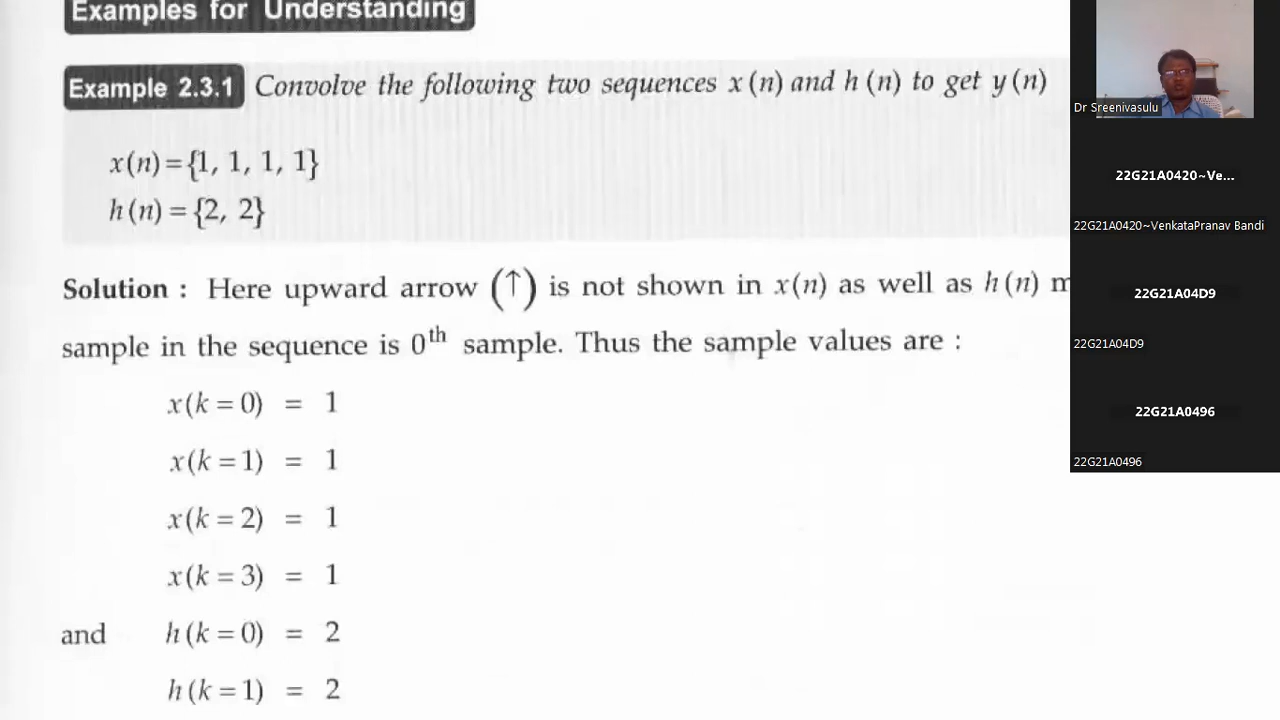 Examples for Understanding
Example 2.3.1 Convolve the following two sequences x (n) and h (n) to get y (n)
x(n) = {1, 1, 1, 1}
h (n) = {2, 2}
Solution : Here upward arrow (↑) is not shown in x(n) as well as h (n) m
sample in the sequence is 0th sample. Thus the sample values are :
x(k = 0) = 1
x(k = 1) = 1
x(k = 2) = 1
x(k = 3) = 1
and h (k = 0) = 2
h (k = 1) = 2
Dr Sreenivasulu
22G21A0420~Ve...
22G21A0420~VenkataPranav Bandi
22G21A04D9
22G21A04D9
22G21A0496
22G21A0496